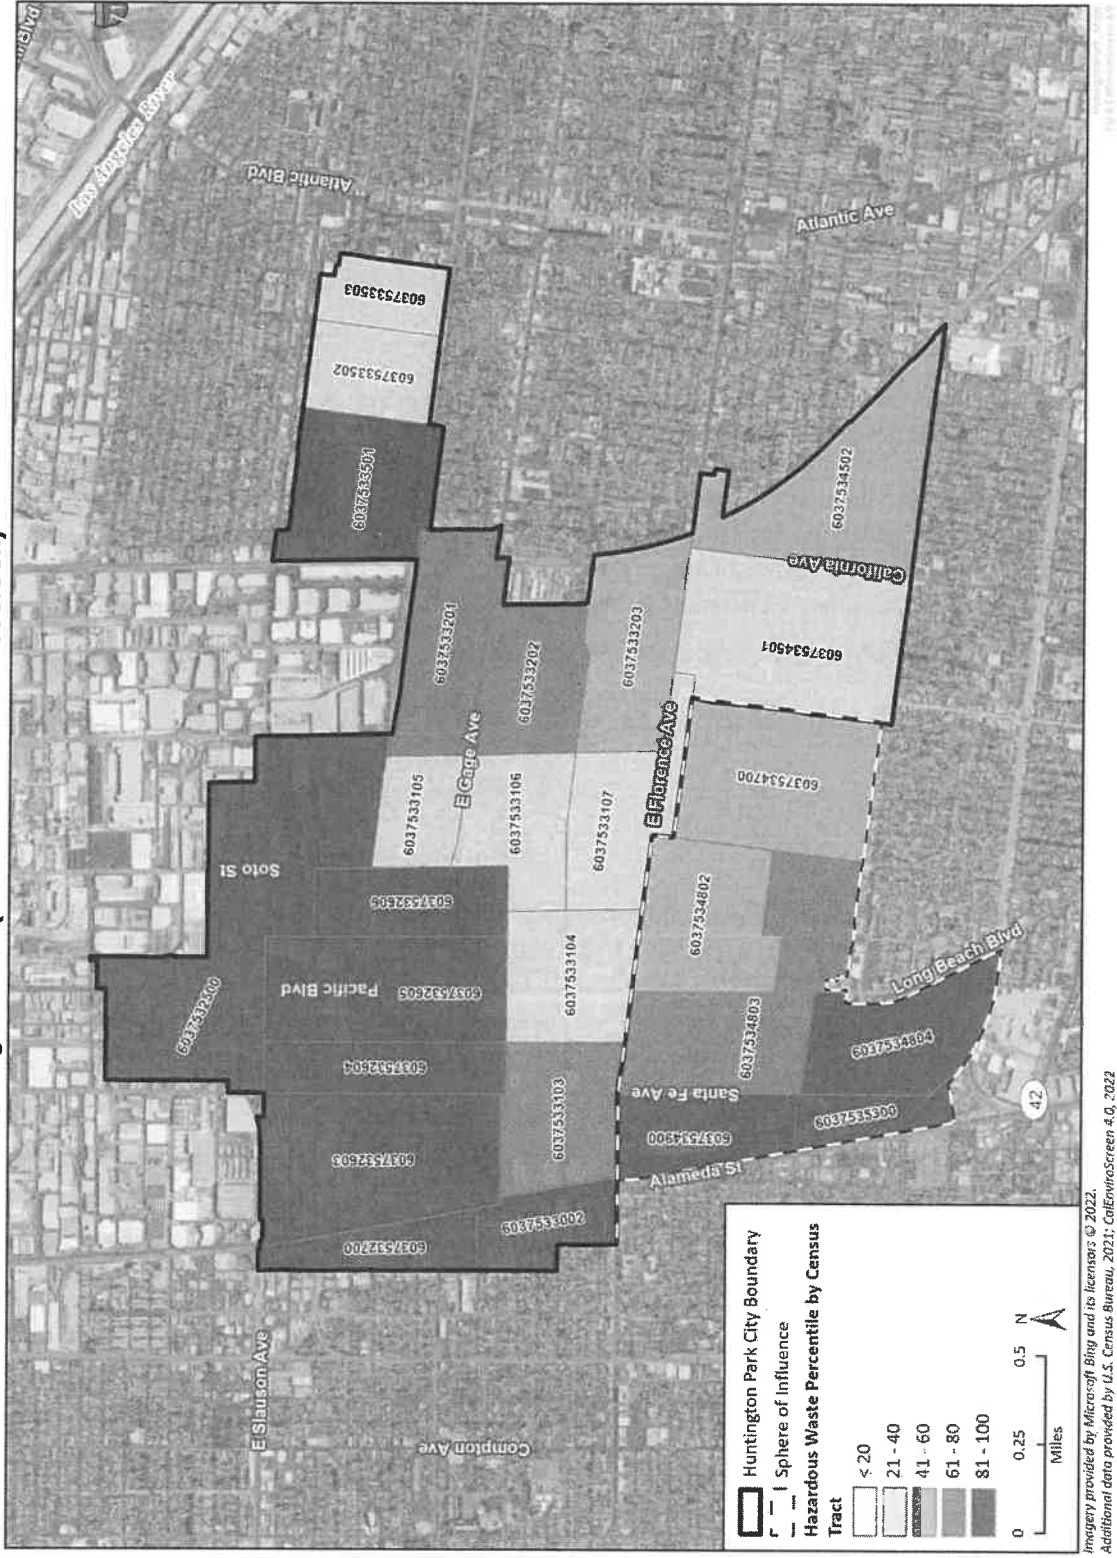 Los Angeles River
Atlantic Blvd
Atlantic Ave
6037533503
6037533502
6037533501
6037534502
California Ave
6037533201
6037533202
6037533203
6037534501
E Gage Ave
E Florence Ave
6037533105
6037533106
6037533107
6037534700
Soto St
6037532606
6037534802
Pacific Blvd
6037532605
6037533104
Long Beach Blvd
6037532500
6037532604
6037534803
6037534804
Santa Fe Ave
6037532603
6037533103
6037534900
6037535300
Alameda St
42
6037532700
6037533002
E Slauson Ave
Compton Ave
Huntington Park City Boundary
Sphere of Influence
Hazardous Waste Percentile by Census
Tract
< 20
21 - 40
41 - 60
61 - 80
81 - 100
0 0.25 0.5
Miles
N
Imagery provided by Microsoft Bing and its licensors © 2022.
Additional data provided by U.S. Census Bureau, 2021; CalEnviroScreen 4.0, 2022